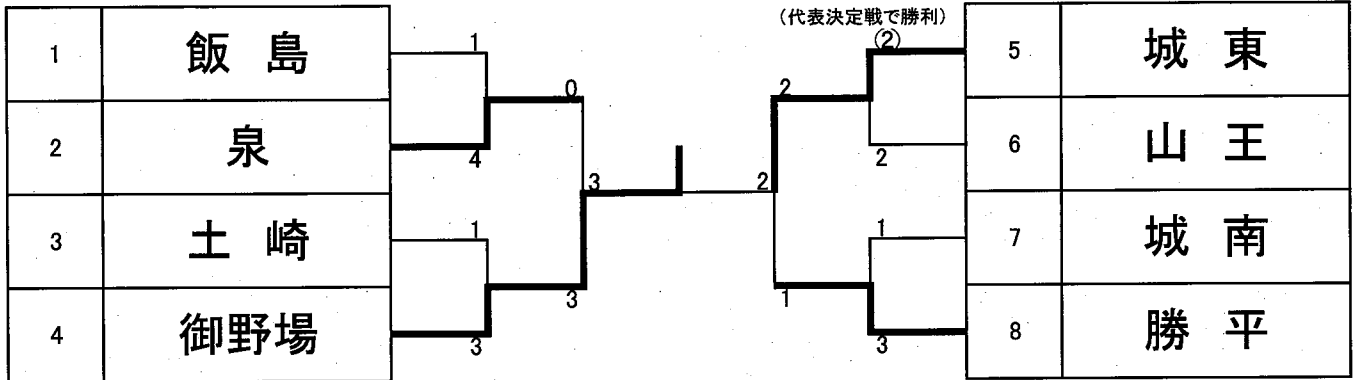 (代表決定戦で勝利)
1 飯島 1 ② 5 城東
0 2
2 泉 4 2 6 山王
3 2
3 土崎 1 1 7 城南
3 1
4 御野場 3 3 8 勝平